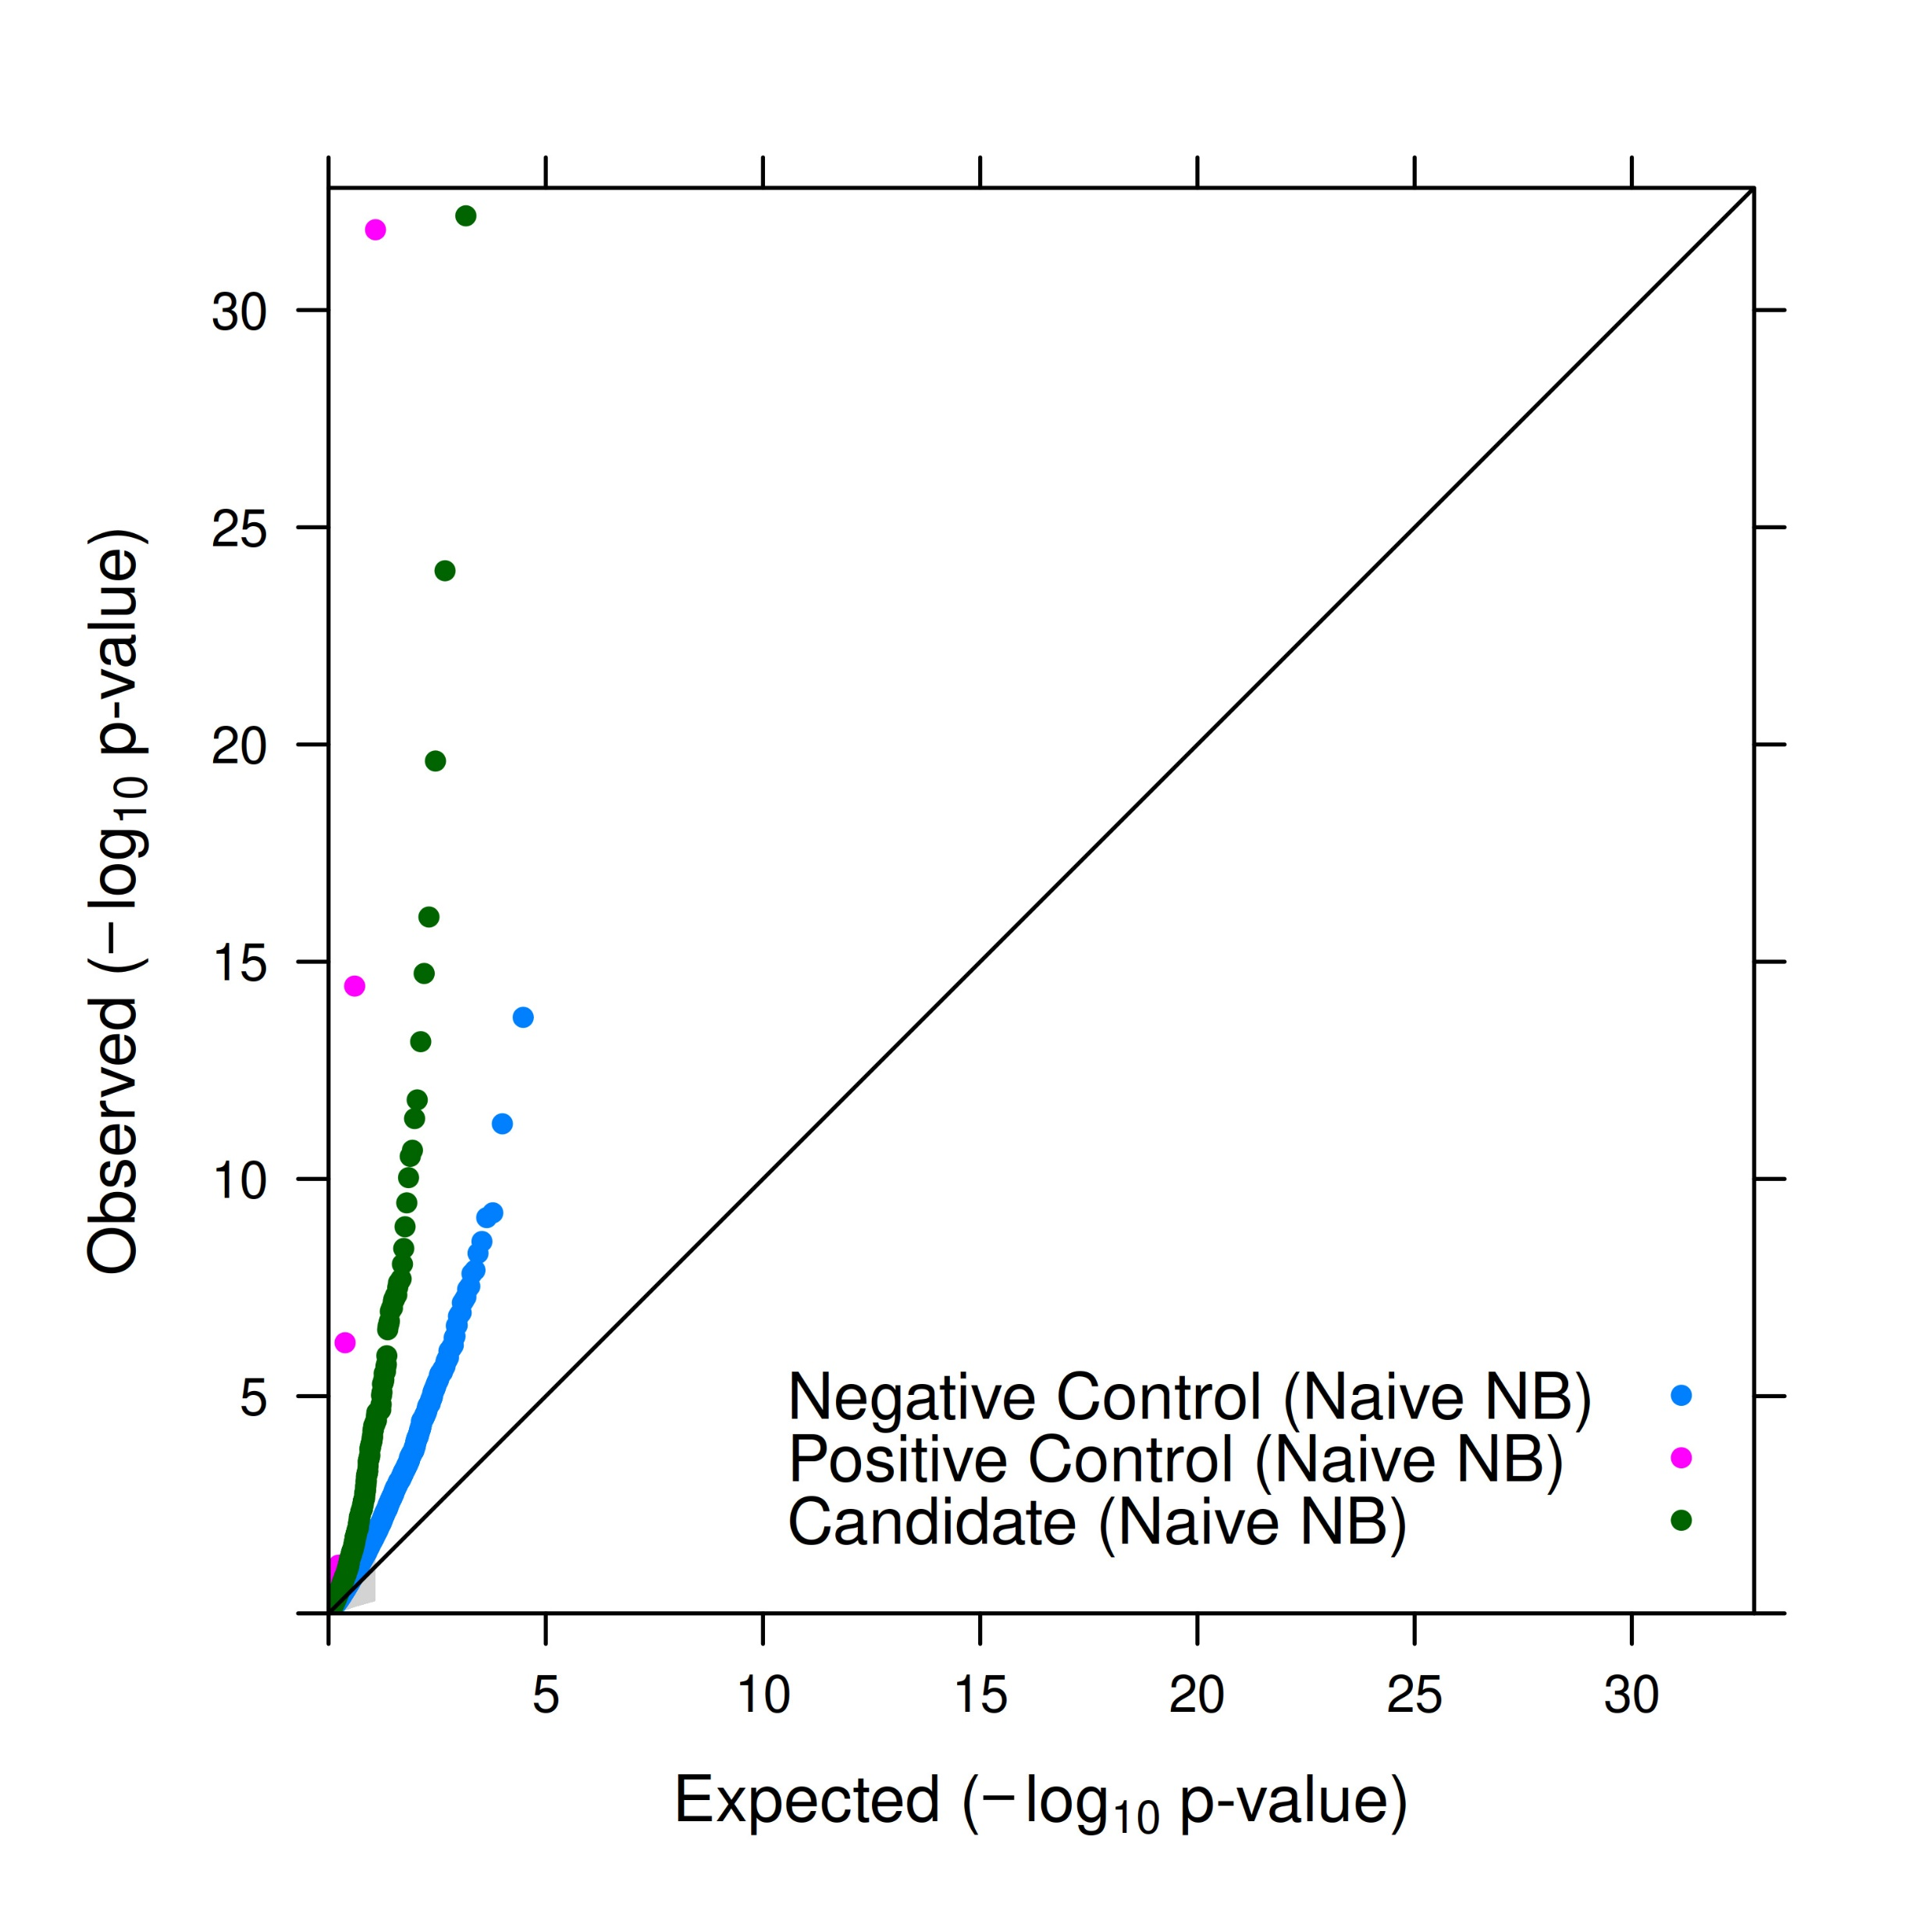 30
25
20
15
10
5
Observed (−log10 p-value)
Negative Control (Naive NB)
Positive Control (Naive NB)
Candidate (Naive NB)
5 10 15 20 25 30
Expected (−log10 p-value)